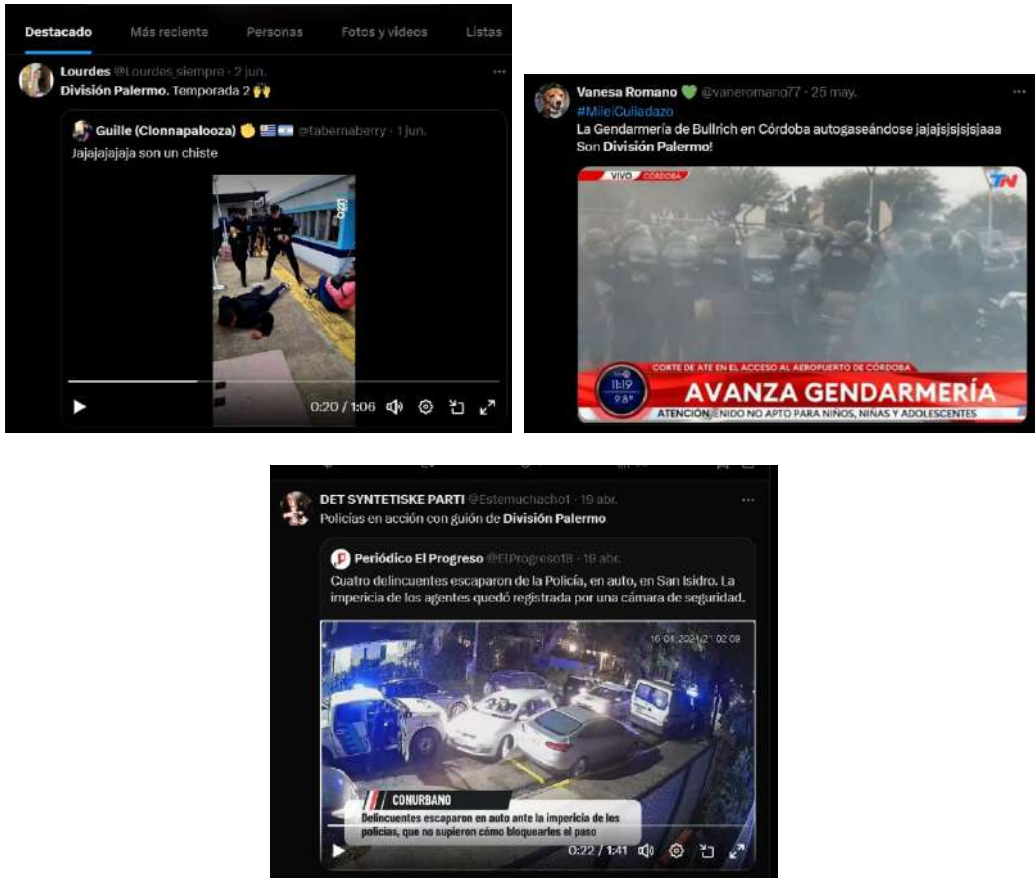 Destacado Más reciente Personas Fotos y videos Listas
Lourdes @Lourdes_siempre · 2 jun.
División Palermo. Temporada 2 🙌
Guille (Clonnapalooza) @tabernaberry · 1 jun.
Jajajajajaja son un chiste
0221
0:20 / 1:06
Vanesa Romano 💚 @vaneromano77 · 25 may.
#MileiCuliadazo
La Gendarmería de Bullrich en Córdoba autogaseándose jajajsjsjsjsjaaa
Son División Palermo!
VIVO CÓRDOBA
TN
CORTE DE ATE EN EL ACCESO AL AEROPUERTO DE CÓRDOBA
11:19
9.8°
AVANZA GENDARMERÍA
ATENCIÓN, ENIDO NO APTO PARA NIÑOS, NIÑAS Y ADOLESCENTES
DET SYNTETISKE PARTI @Estemuchacho1 · 19 abr.
Policías en acción con guión de División Palermo
Periódico El Progreso @ElProgreso18 · 19 abr.
Cuatro delincuentes escaparon de la Policía, en auto, en San Isidro. La
impericia de los agentes quedó registrada por una cámara de seguridad.
21:02:09
CONURBANO
Delincuentes escaparon en auto ante la impericia de los
policías, que no supieron cómo bloquearles el paso
0:22 / 1:41